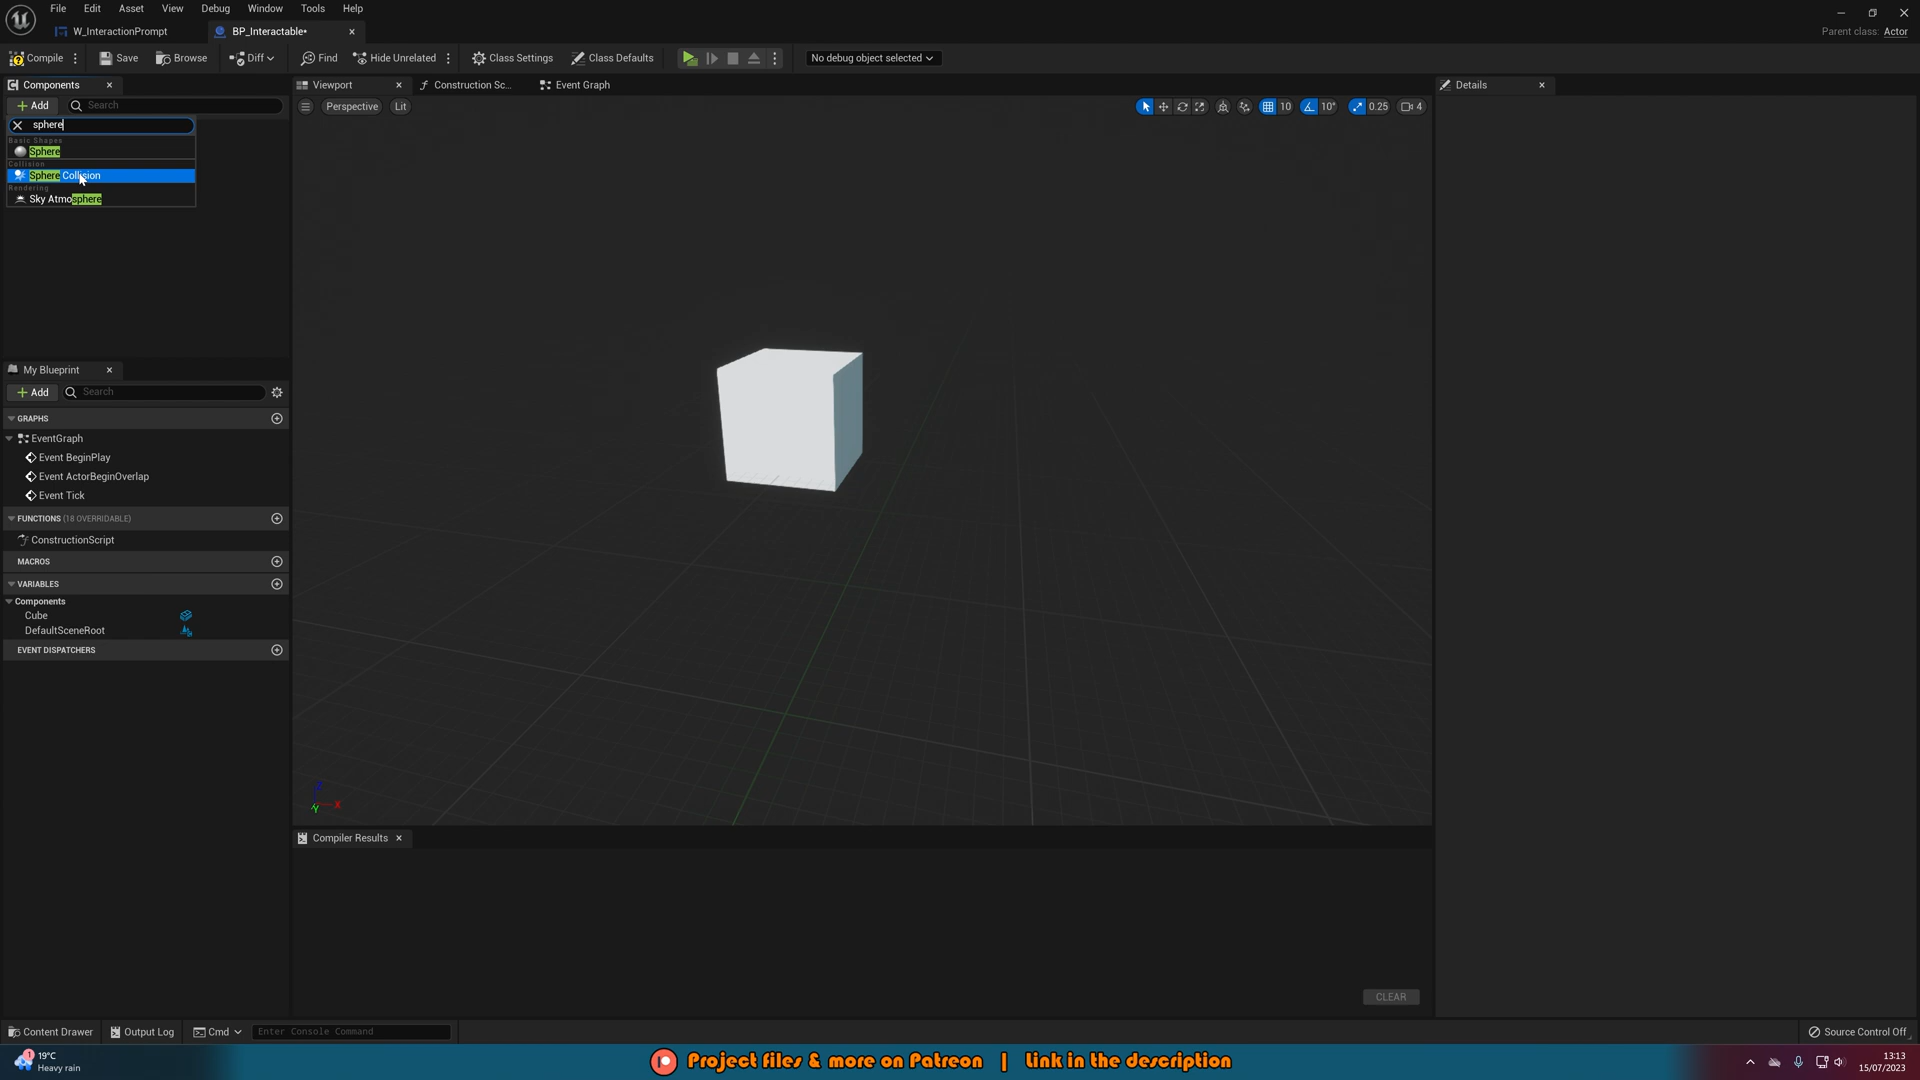 File Edit Asset View Debug Window Tools Help
W_InteractionPrompt BP_Interactable* Parent class: Actor
Compile Save Browse Diff Find Hide Unrelated Class Settings Class Defaults No debug object selected
Components Viewport Construction Sc... Event Graph Details
Add Search Perspective Lit 10 10° 0.25 4
sphere
Basic Shapes
Sphere
Collision
Sphere Collision
Rendering
Sky Atmosphere
My Blueprint
Add Search
GRAPHS
EventGraph
Event BeginPlay
Event ActorBeginOverlap
Event Tick
FUNCTIONS (18 OVERRIDABLE)
ConstructionScript
MACROS
VARIABLES
Components
Cube
DefaultSceneRoot
EVENT DISPATCHERS
Z
X
Y
Compiler Results
CLEAR
Content Drawer Output Log Cmd Enter Console Command Source Control Off
1 19°C
Heavy rain
Project files & more on Patreon | Link in the description
13:13
15/07/2023